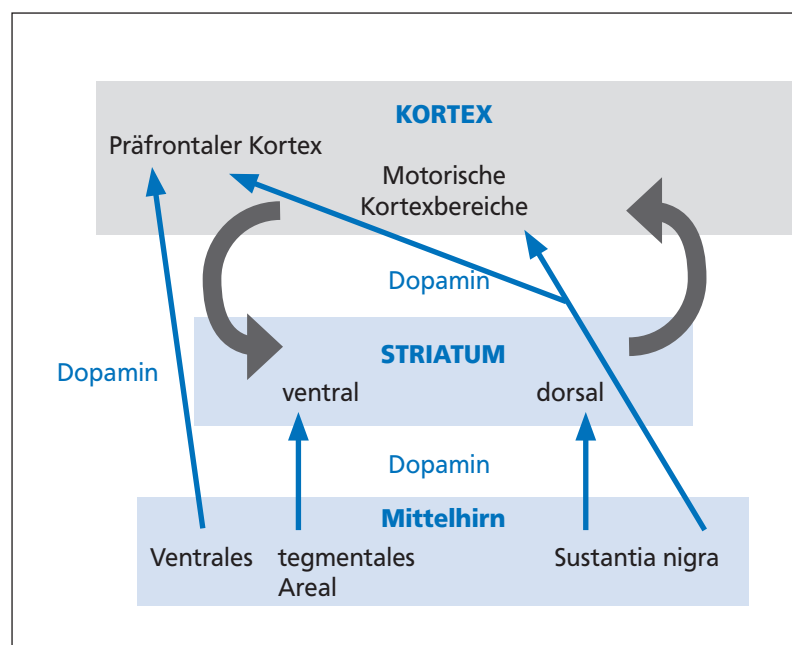 KORTEX
Präfrontaler Kortex
Motorische
Kortexbereiche
Dopamin
STRIATUM
Dopamin
ventral
dorsal
Dopamin
Mittelhirn
Ventrales
tegmentales
Areal
Sustantia nigra